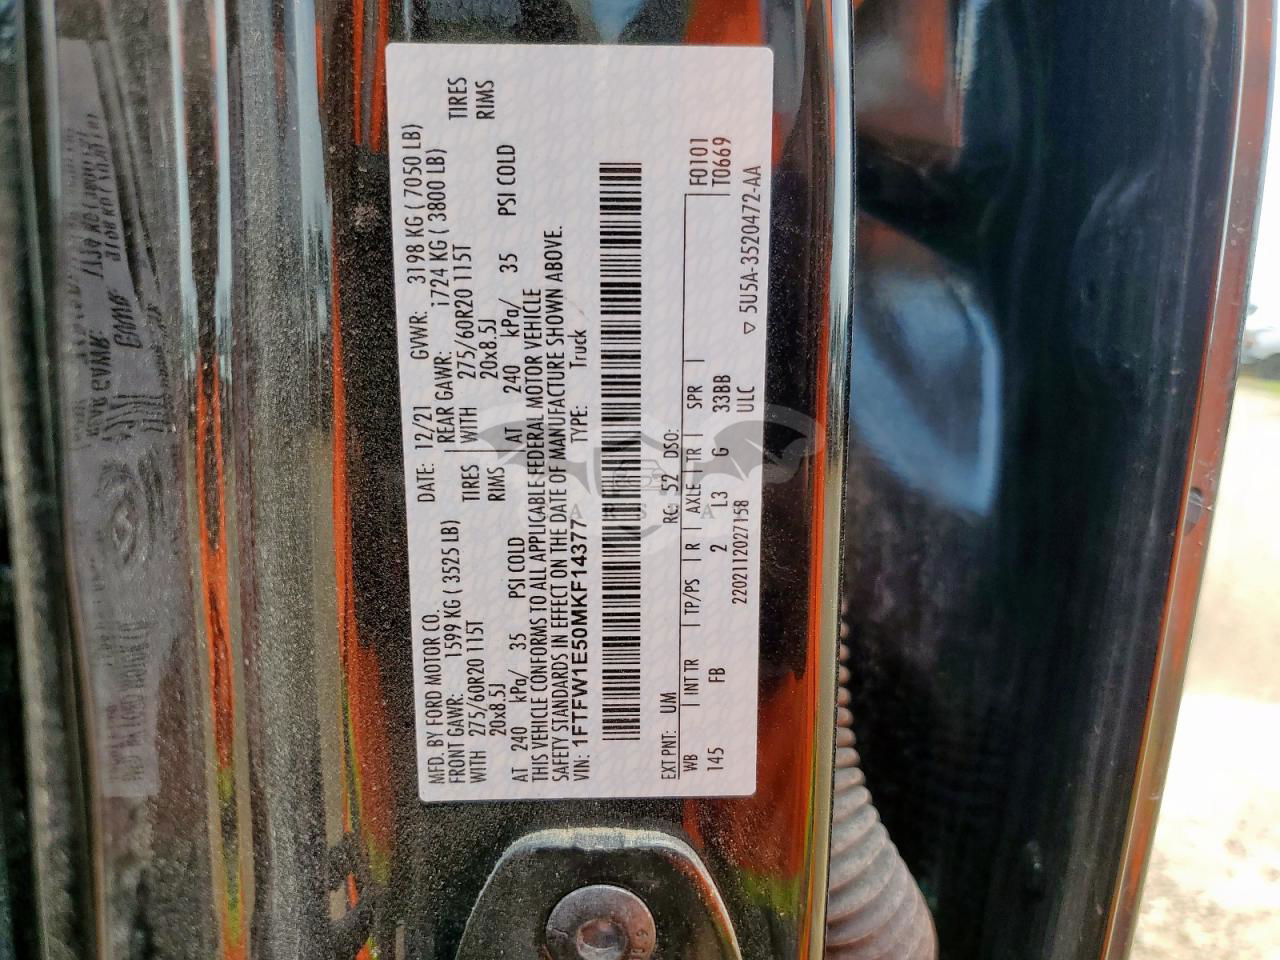 MFD. BY FORD MOTOR CO. DATE: 12/21 GVWR: 3198 KG ( 7050 LB)
FRONT GAWR: 1599 KG ( 3525 LB) REAR GAWR: 1724 KG ( 3800 LB)
WITH 275/60R20 115T TIRES WITH 275/60R20 115T TIRES
20x8.5J RIMS 20x8.5J RIMS
AT 240 kPa/ 35 PSI COLD AT 240 kPa/ 35 PSI COLD
THIS VEHICLE CONFORMS TO ALL APPLICABLE FEDERAL MOTOR VEHICLE
SAFETY STANDARDS IN EFFECT ON THE DATE OF MANUFACTURE SHOWN ABOVE.
VIN: 1FTFW1E50MKF14377 TYPE: Truck
EXT PNT: UM RC: 52 DSO:
WB INT TR TP/PS R AXLE TR SPR F0101
145 FB 2 L3 G 33BB T0669
2202112027158 ULC ▽ 5U5A-3520472-AA
ARSA